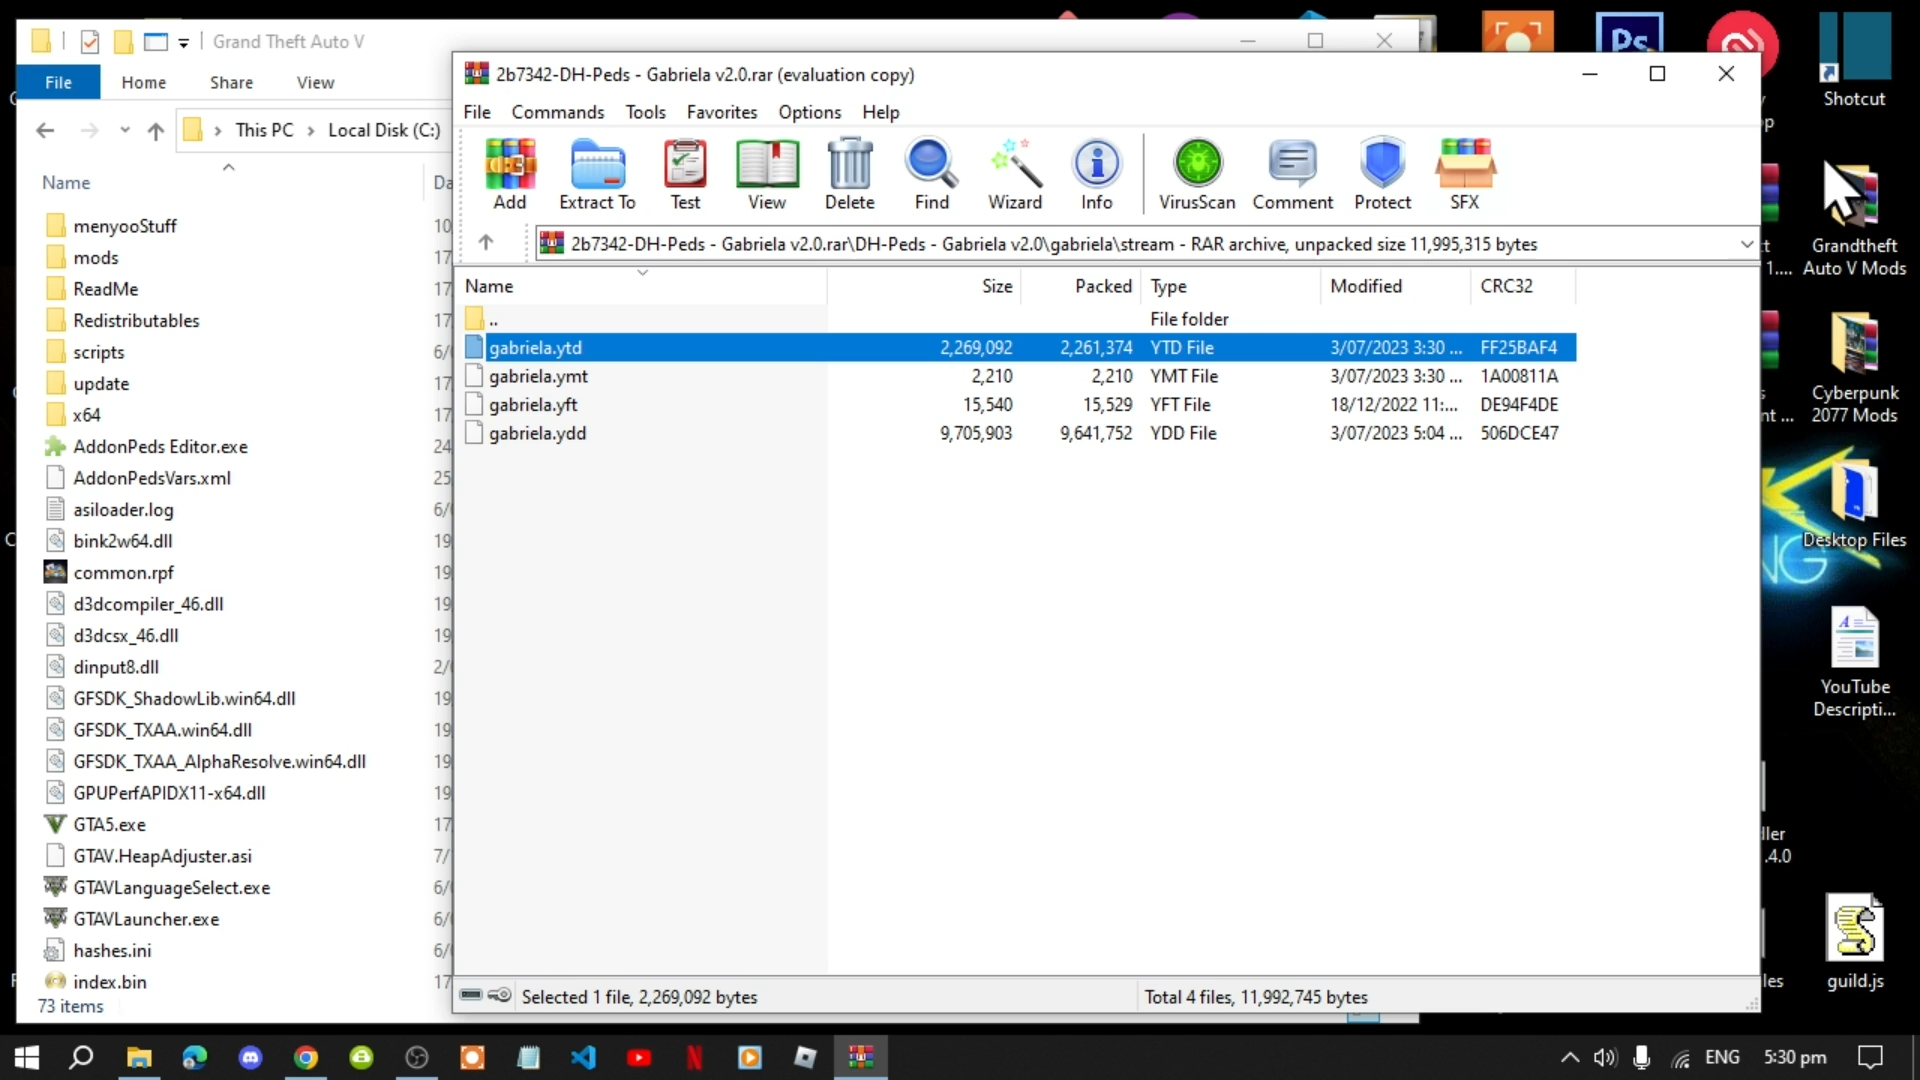 Grand Theft Auto V
File Home Share View
This PC Local Disk (C:)
Name
menyooStuff
mods
ReadMe
Redistributables
scripts
update
x64
AddonPeds Editor.exe
AddonPedsVars.xml
asiloader.log
bink2w64.dll
common.rpf
d3dcompiler_46.dll
d3dcsx_46.dll
dinput8.dll
GFSDK_ShadowLib.win64.dll
GFSDK_TXAA.win64.dll
GFSDK_TXAA_AlphaResolve.win64.dll
GPUPerfAPIDX11-x64.dll
GTA5.exe
GTAV.HeapAdjuster.asi
GTAVLanguageSelect.exe
GTAVLauncher.exe
hashes.ini
index.bin
73 items
2b7342-DH-Peds - Gabriela v2.0.rar (evaluation copy)
File Commands Tools Favorites Options Help
Add Extract To Test View Delete Find Wizard Info VirusScan Comment Protect SFX
2b7342-DH-Peds - Gabriela v2.0.rar\DH-Peds - Gabriela v2.0\gabriela\stream - RAR archive, unpacked size 11,995,315 bytes
Name Size Packed Type Modified CRC32
.. File folder
gabriela.ytd 2,269,092 2,261,374 YTD File 3/07/2023 3:30 ... FF25BAF4
gabriela.ymt 2,210 2,210 YMT File 3/07/2023 3:30 ... 1A00811A
gabriela.yft 15,540 15,529 YFT File 18/12/2022 11:... DE94F4DE
gabriela.ydd 9,705,903 9,641,752 YDD File 3/07/2023 5:04 ... 506DCE47
Selected 1 file, 2,269,092 bytes
Total 4 files, 11,992,745 bytes
Ps
Shotcut
Grandtheft
Auto V Mods
Cyberpunk
2077 Mods
Desktop Files
YouTube
Descripti...
guild.js
ENG 5:30 pm